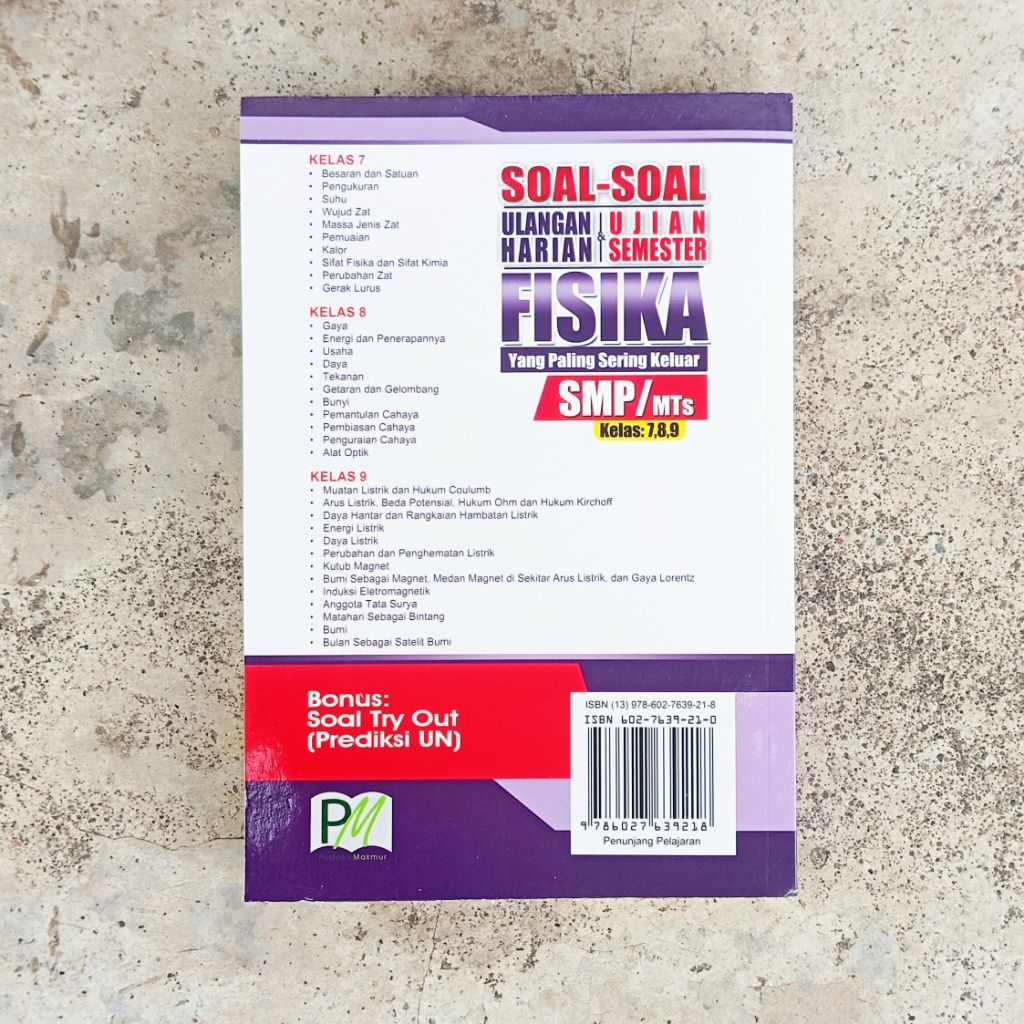 KELAS 7
• Besaran dan Satuan
• Pengukuran
• Suhu
• Wujud Zat
• Massa Jenis Zat
• Pemuaian
• Kalor
• Sifat Fisika dan Sifat Kimia
• Perubahan Zat
• Gerak Lurus
KELAS 8
• Gaya
• Energi dan Penerapannya
• Usaha
• Daya
• Tekanan
• Getaran dan Gelombang
• Bunyi
• Pemantulan Cahaya
• Pembiasan Cahaya
• Penguraian Cahaya
• Alat Optik
KELAS 9
• Muatan Listrik dan Hukum Coulumb
• Arus Listrik, Beda Potensial, Hukum Ohm dan Hukum Kirchoff
• Daya Hantar dan Rangkaian Hambatan Listrik
• Energi Listrik
• Daya Listrik
• Perubahan dan Penghematan Listrik
• Kutub Magnet
• Bumi Sebagai Magnet, Medan Magnet di Sekitar Arus Listrik, dan Gaya Lorentz
• Induksi Eletromagnetik
• Anggota Tata Surya
• Matahari Sebagai Bintang
• Bumi
• Bulan Sebagai Satelit Bumi
SOAL-SOAL
ULANGAN HARIAN & UJIAN SEMESTER
FISIKA
Yang Paling Sering Keluar
SMP/MTs
Kelas: 7,8,9
Bonus:
Soal Try Out
(Prediksi UN)
PM
Pustaka Makmur
ISBN (13) 978-602-7639-21-8
ISBN 602-7639-21-0
9 786027 639218
Penunjang Pelajaran